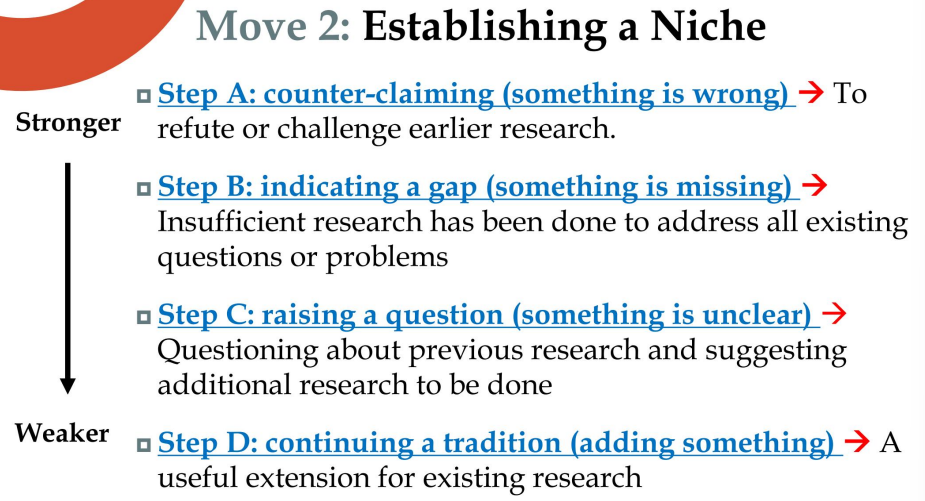 Move 2: Establishing a Niche
Stronger
Step A: counter-claiming (something is wrong) → To
refute or challenge earlier research.
Step B: indicating a gap (something is missing) →
Insufficient research has been done to address all existing
questions or problems
Step C: raising a question (something is unclear) →
Questioning about previous research and suggesting
additional research to be done
Weaker
Step D: continuing a tradition (adding something) → A
useful extension for existing research